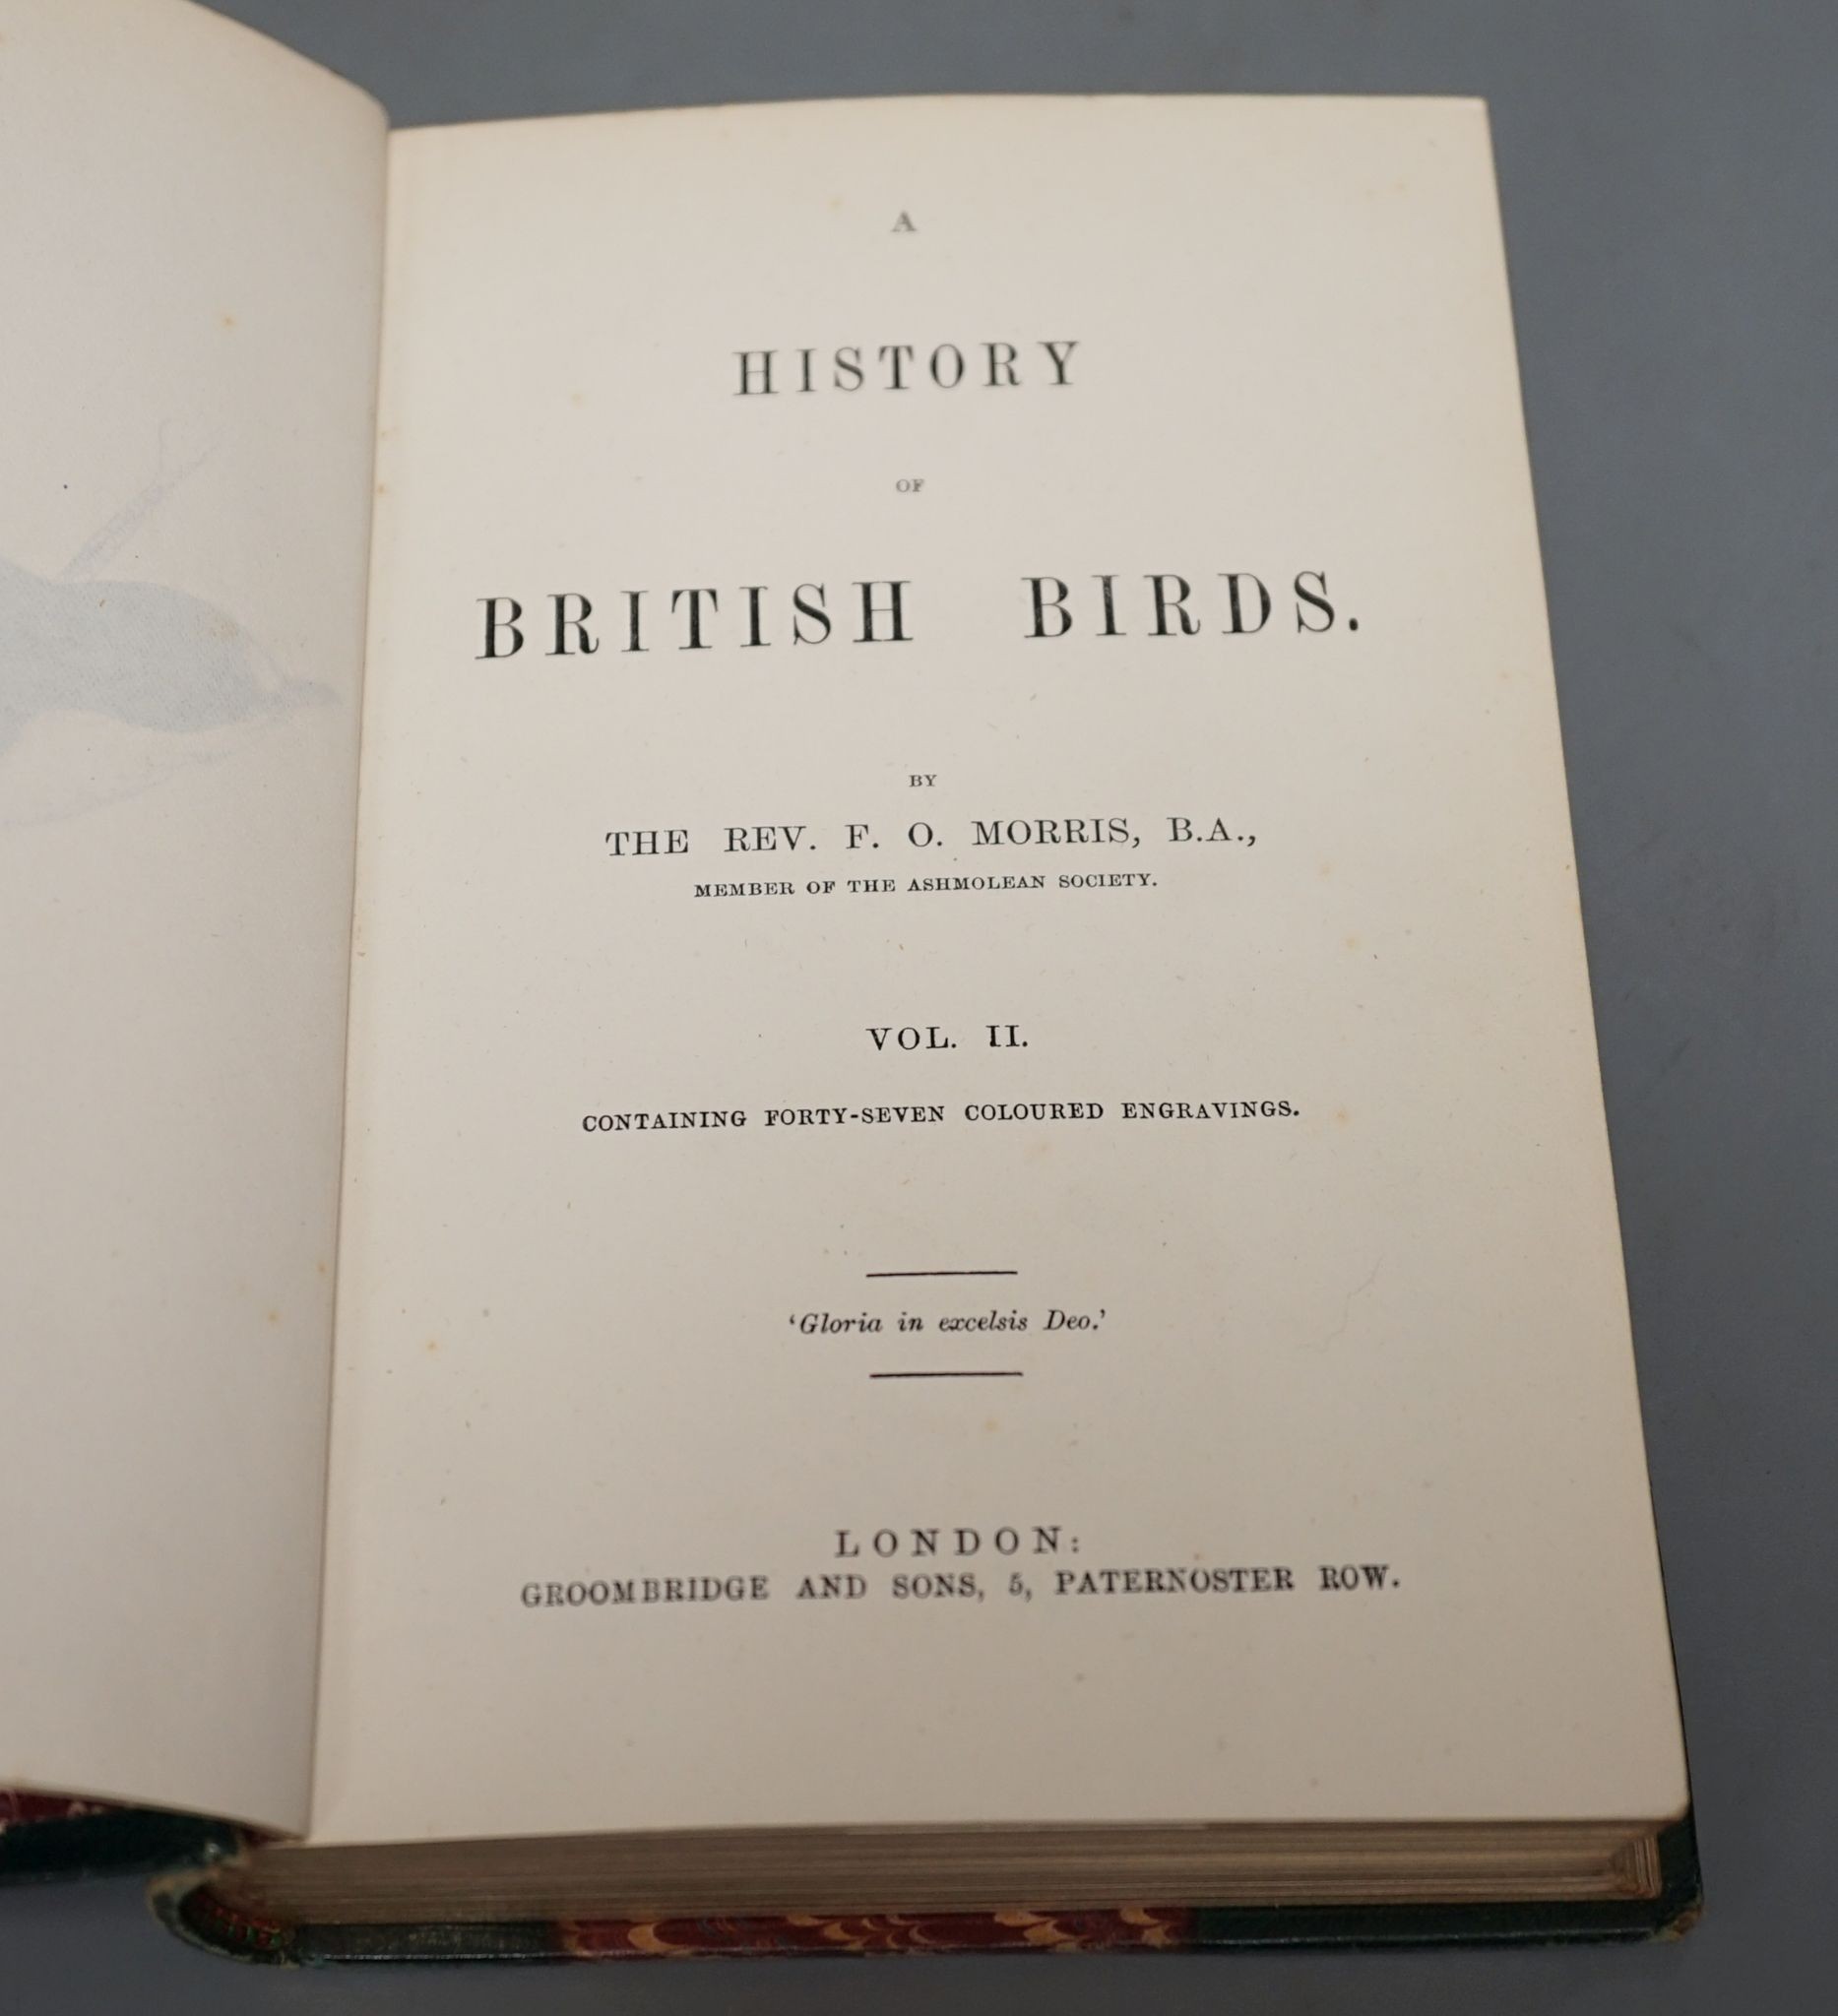 A
HISTORY
OF
BRITISH BIRDS.
BY
THE REV. F. O. MORRIS, B.A.,
MEMBER OF THE ASHMOLEAN SOCIETY.
VOL. II.
CONTAINING FORTY-SEVEN COLOURED ENGRAVINGS.
‘Gloria in excelsis Deo.’
LONDON:
GROOMBRIDGE AND SONS, 5, PATERNOSTER ROW.